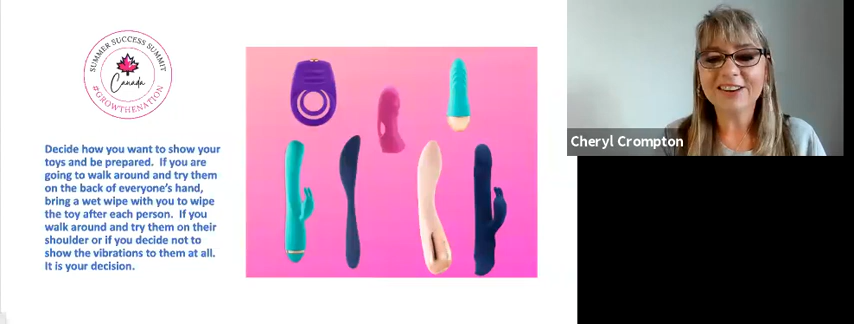 SUMMER SUCCESS SUMMIT
Canada
#GROWTHENATION
Decide how you want to show your
toys and be prepared.  If you are
going to walk around and try them
on the back of everyone's hand,
bring a wet wipe with you to wipe
the toy after each person.  If you
walk around and try them on their
shoulder or if you decide not to
show the vibrations to them at all.
It is your decision.
Cheryl Crompton